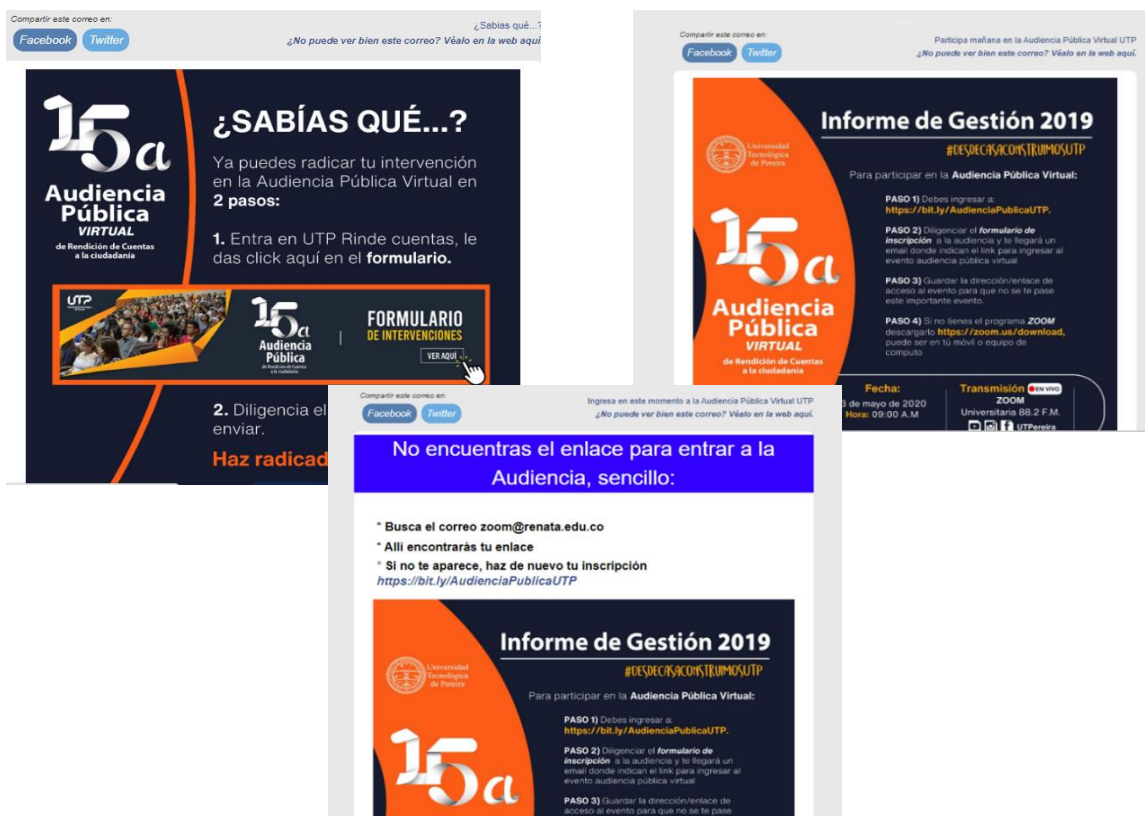 Compartir este correo en:
Facebook Twitter
¿Sabias qué...?
¿No puede ver bien este correo? Véalo en la web aquí
15a
Audiencia
Pública
VIRTUAL
de Rendición de Cuentas
a la ciudadanía
¿SABÍAS QUÉ...?
Ya puedes radicar tu intervención
en la Audiencia Pública Virtual en
2 pasos:
1. Entra en UTP Rinde cuentas, le
das click aquí en el formulario.
UTP
15a
Audiencia
Pública
de Rendición de Cuentas
a la ciudadanía
FORMULARIO
DE INTERVENCIONES
VER AQUÍ
2. Diligencia el
enviar.
Haz radicad
Compartir este correo en:
Facebook Twitter
Participa mañana en la Audiencia Pública Virtual UTP
¿No puede ver bien este correo? Véalo en la web aquí.
Universidad
Tecnológica
de Pereira
15a
Audiencia
Pública
VIRTUAL
de Rendición de Cuentas
a la ciudadanía
Informe de Gestión 2019
#DESDECASACONSTRUIMOSUTP
Para participar en la Audiencia Pública Virtual:
PASO 1) Debes ingresar a:
https://bit.ly/AudienciaPublicaUTP.
PASO 2) Diligenciar el formulario de
inscripción a la audiencia y te llegará un
email donde indican el link para ingresar al
evento audiencia pública virtual
PASO 3) Guardar la dirección/enlace de
acceso al evento para que no se te pase
este importante evento.
PASO 4) Si no tienes el programa ZOOM
descargarlo https://zoom.us/download,
puede ser en tú móvil o equipo de
computo
Fecha:
3 de mayo de 2020
Hora: 09:00 A.M
Transmisión EN VIVO
ZOOM
Universitaria 88.2 F.M.
UTPereira
Compartir este correo en:
Facebook Twitter
Ingresa en este momento a la Audiencia Pública Virtual UTP
¿No puede ver bien este correo? Véalo en la web aquí.
No encuentras el enlace para entrar a la
Audiencia, sencillo:
* Busca el correo zoom@renata.edu.co
* Allí encontrarás tu enlace
* Si no te aparece, haz de nuevo tu inscripción
https://bit.ly/AudienciaPublicaUTP
Universidad
Tecnológica
de Pereira
15a
Informe de Gestión 2019
#DESDECASACONSTRUIMOSUTP
Para participar en la Audiencia Pública Virtual:
PASO 1) Debes ingresar a:
https://bit.ly/AudienciaPublicaUTP.
PASO 2) Diligenciar el formulario de
inscripción a la audiencia y te llegará un
email donde indican el link para ingresar al
evento audiencia pública virtual
PASO 3) Guardar la dirección/enlace de
acceso al evento para que no se te pase